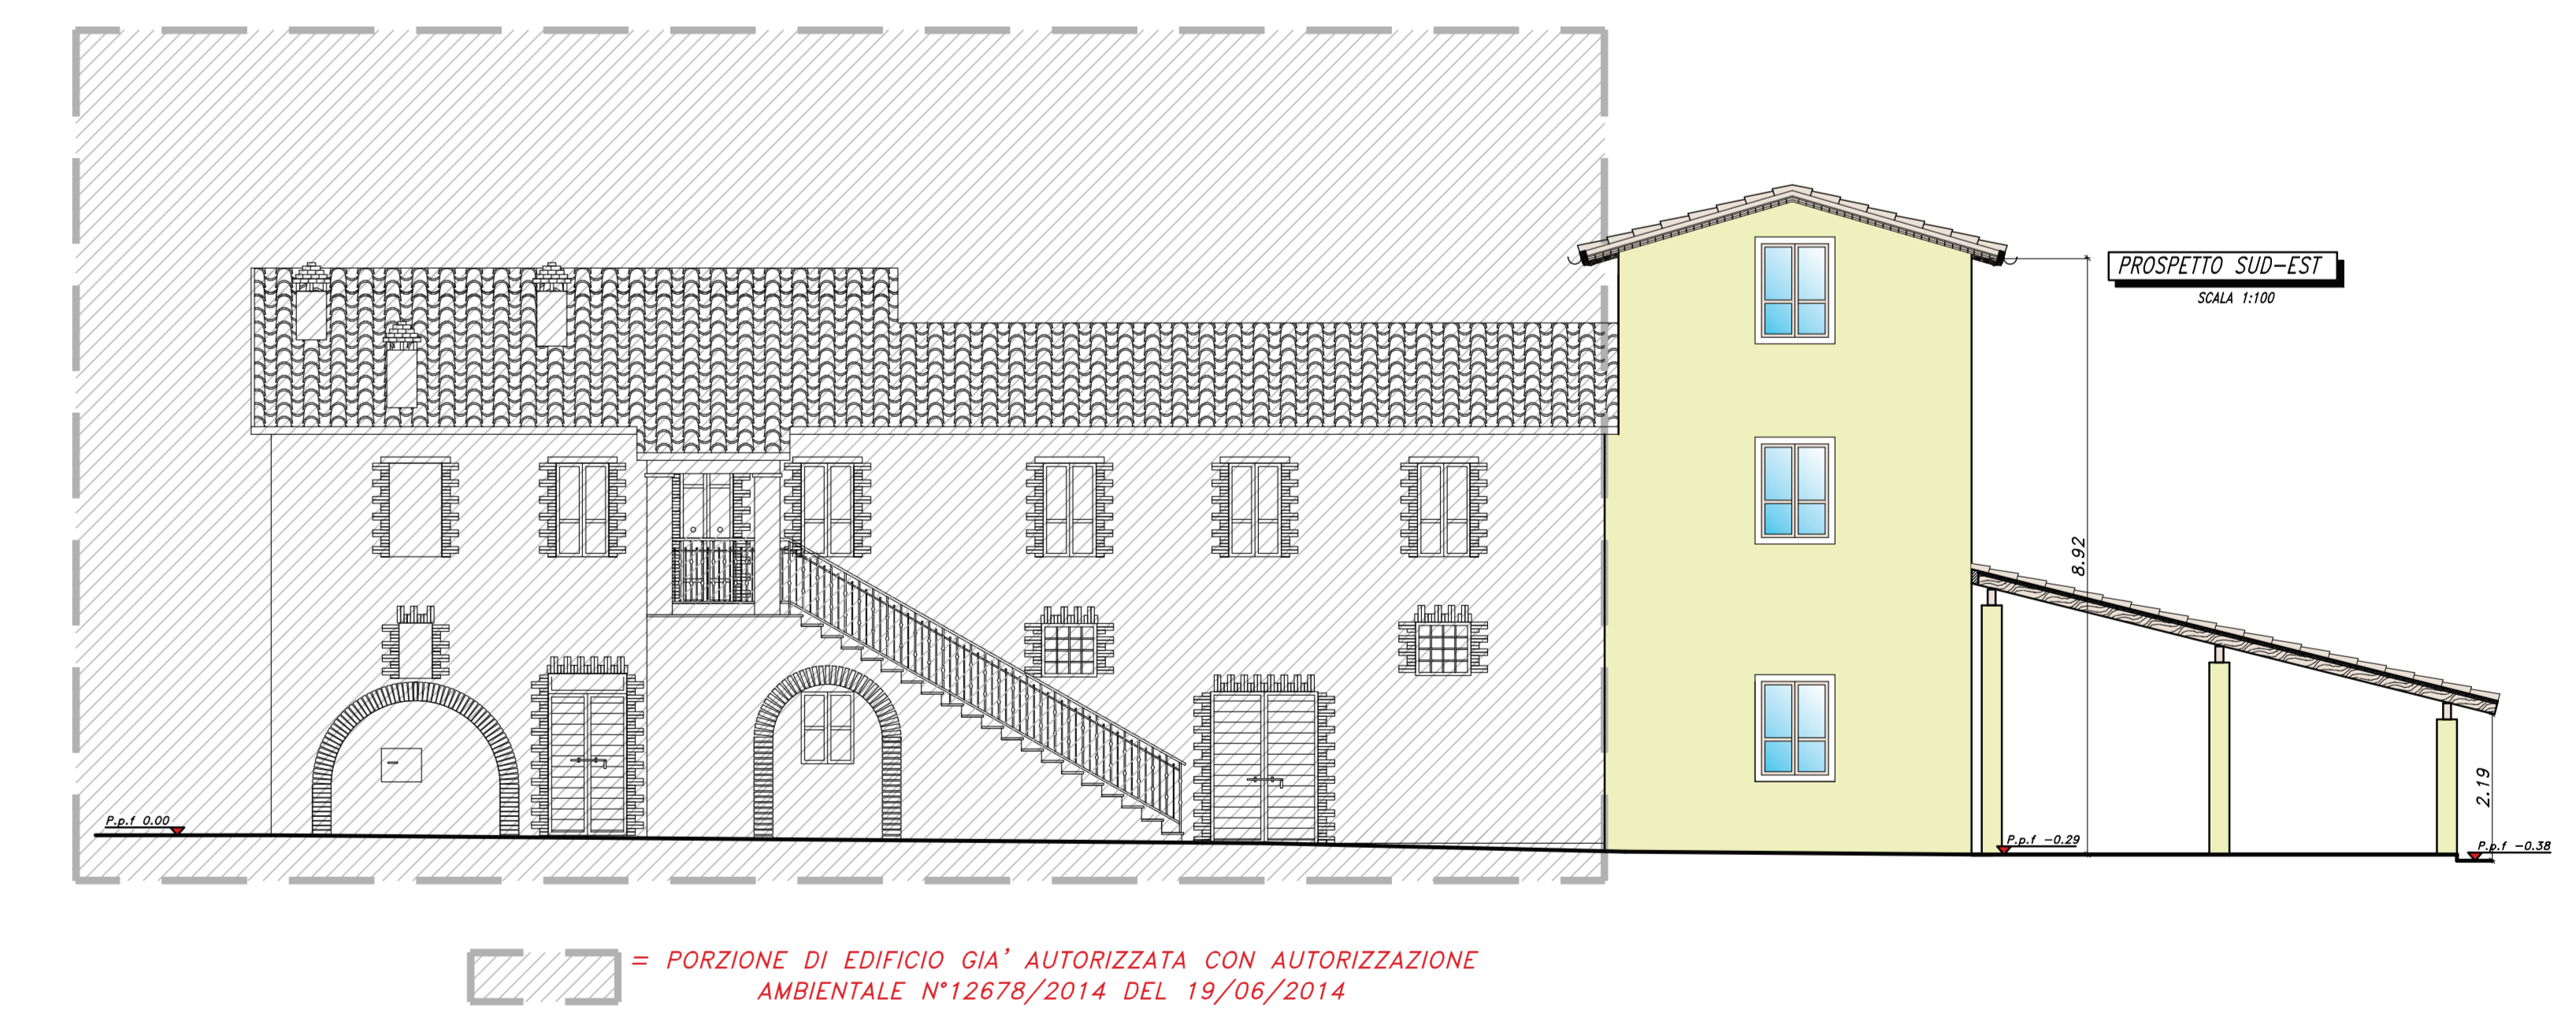 PROSPETTO SUD-EST
SCALA 1:100
8.92
2.19
P.p.f 0.00
P.p.f -0.29
P.p.f -0.38
= PORZIONE DI EDIFICIO GIA' AUTORIZZATA CON AUTORIZZAZIONE
AMBIENTALE N°12678/2014 DEL 19/06/2014